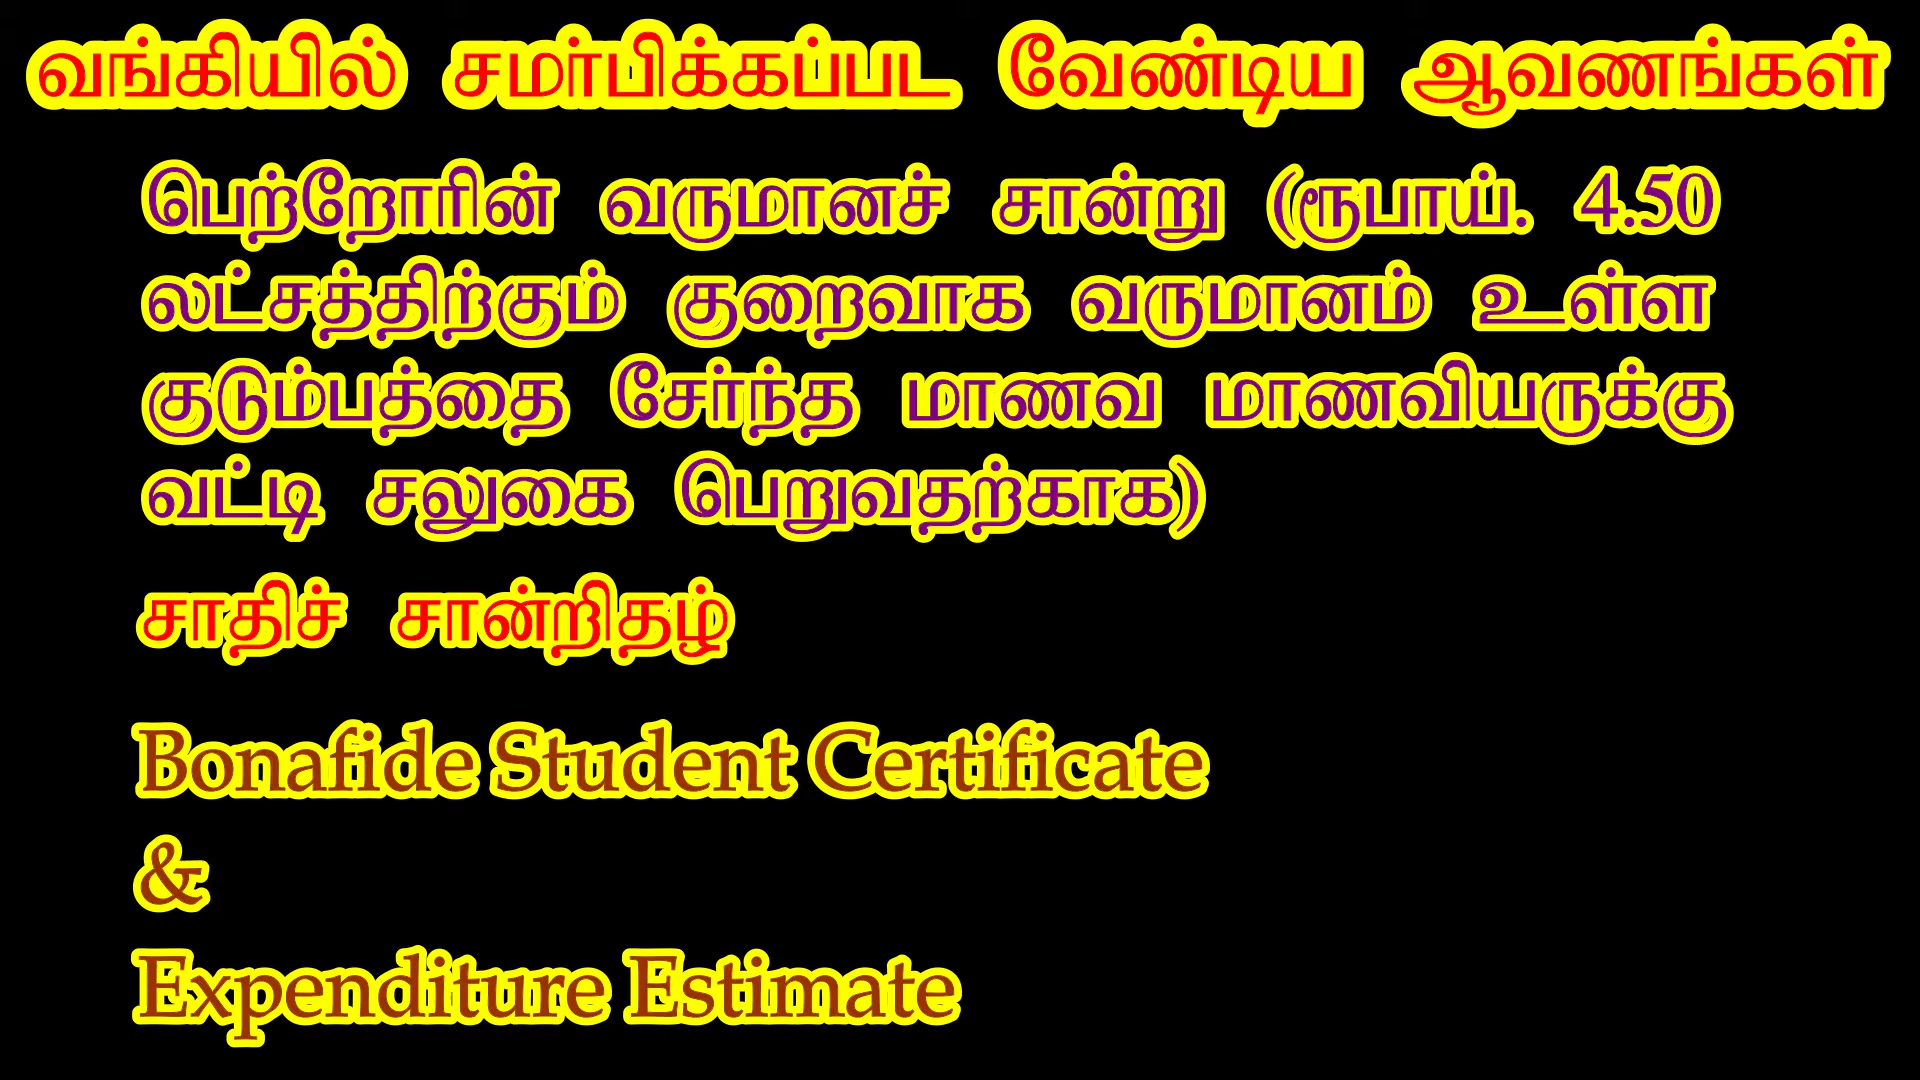 வங்கியில் சமர்பிக்கப்பட வேண்டிய ஆவணங்கள்
பெற்றோரின் வருமானச் சான்று (ரூபாய். 4.50
லட்சத்திற்கும் குறைவாக வருமானம் உள்ள
குடும்பத்தை சேர்ந்த மாணவ மாணவியருக்கு
வட்டி சலுகை பெறுவதற்காக)
சாதிச் சான்றிதழ்
Bonafide Student Certificate
&
Expenditure Estimate